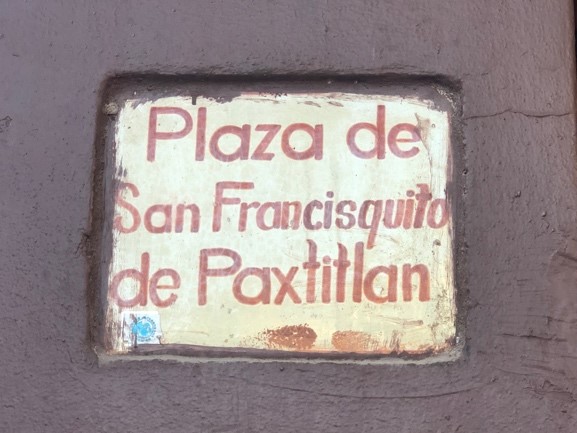 Plaza de
San Francisquito
de Paxtitlan